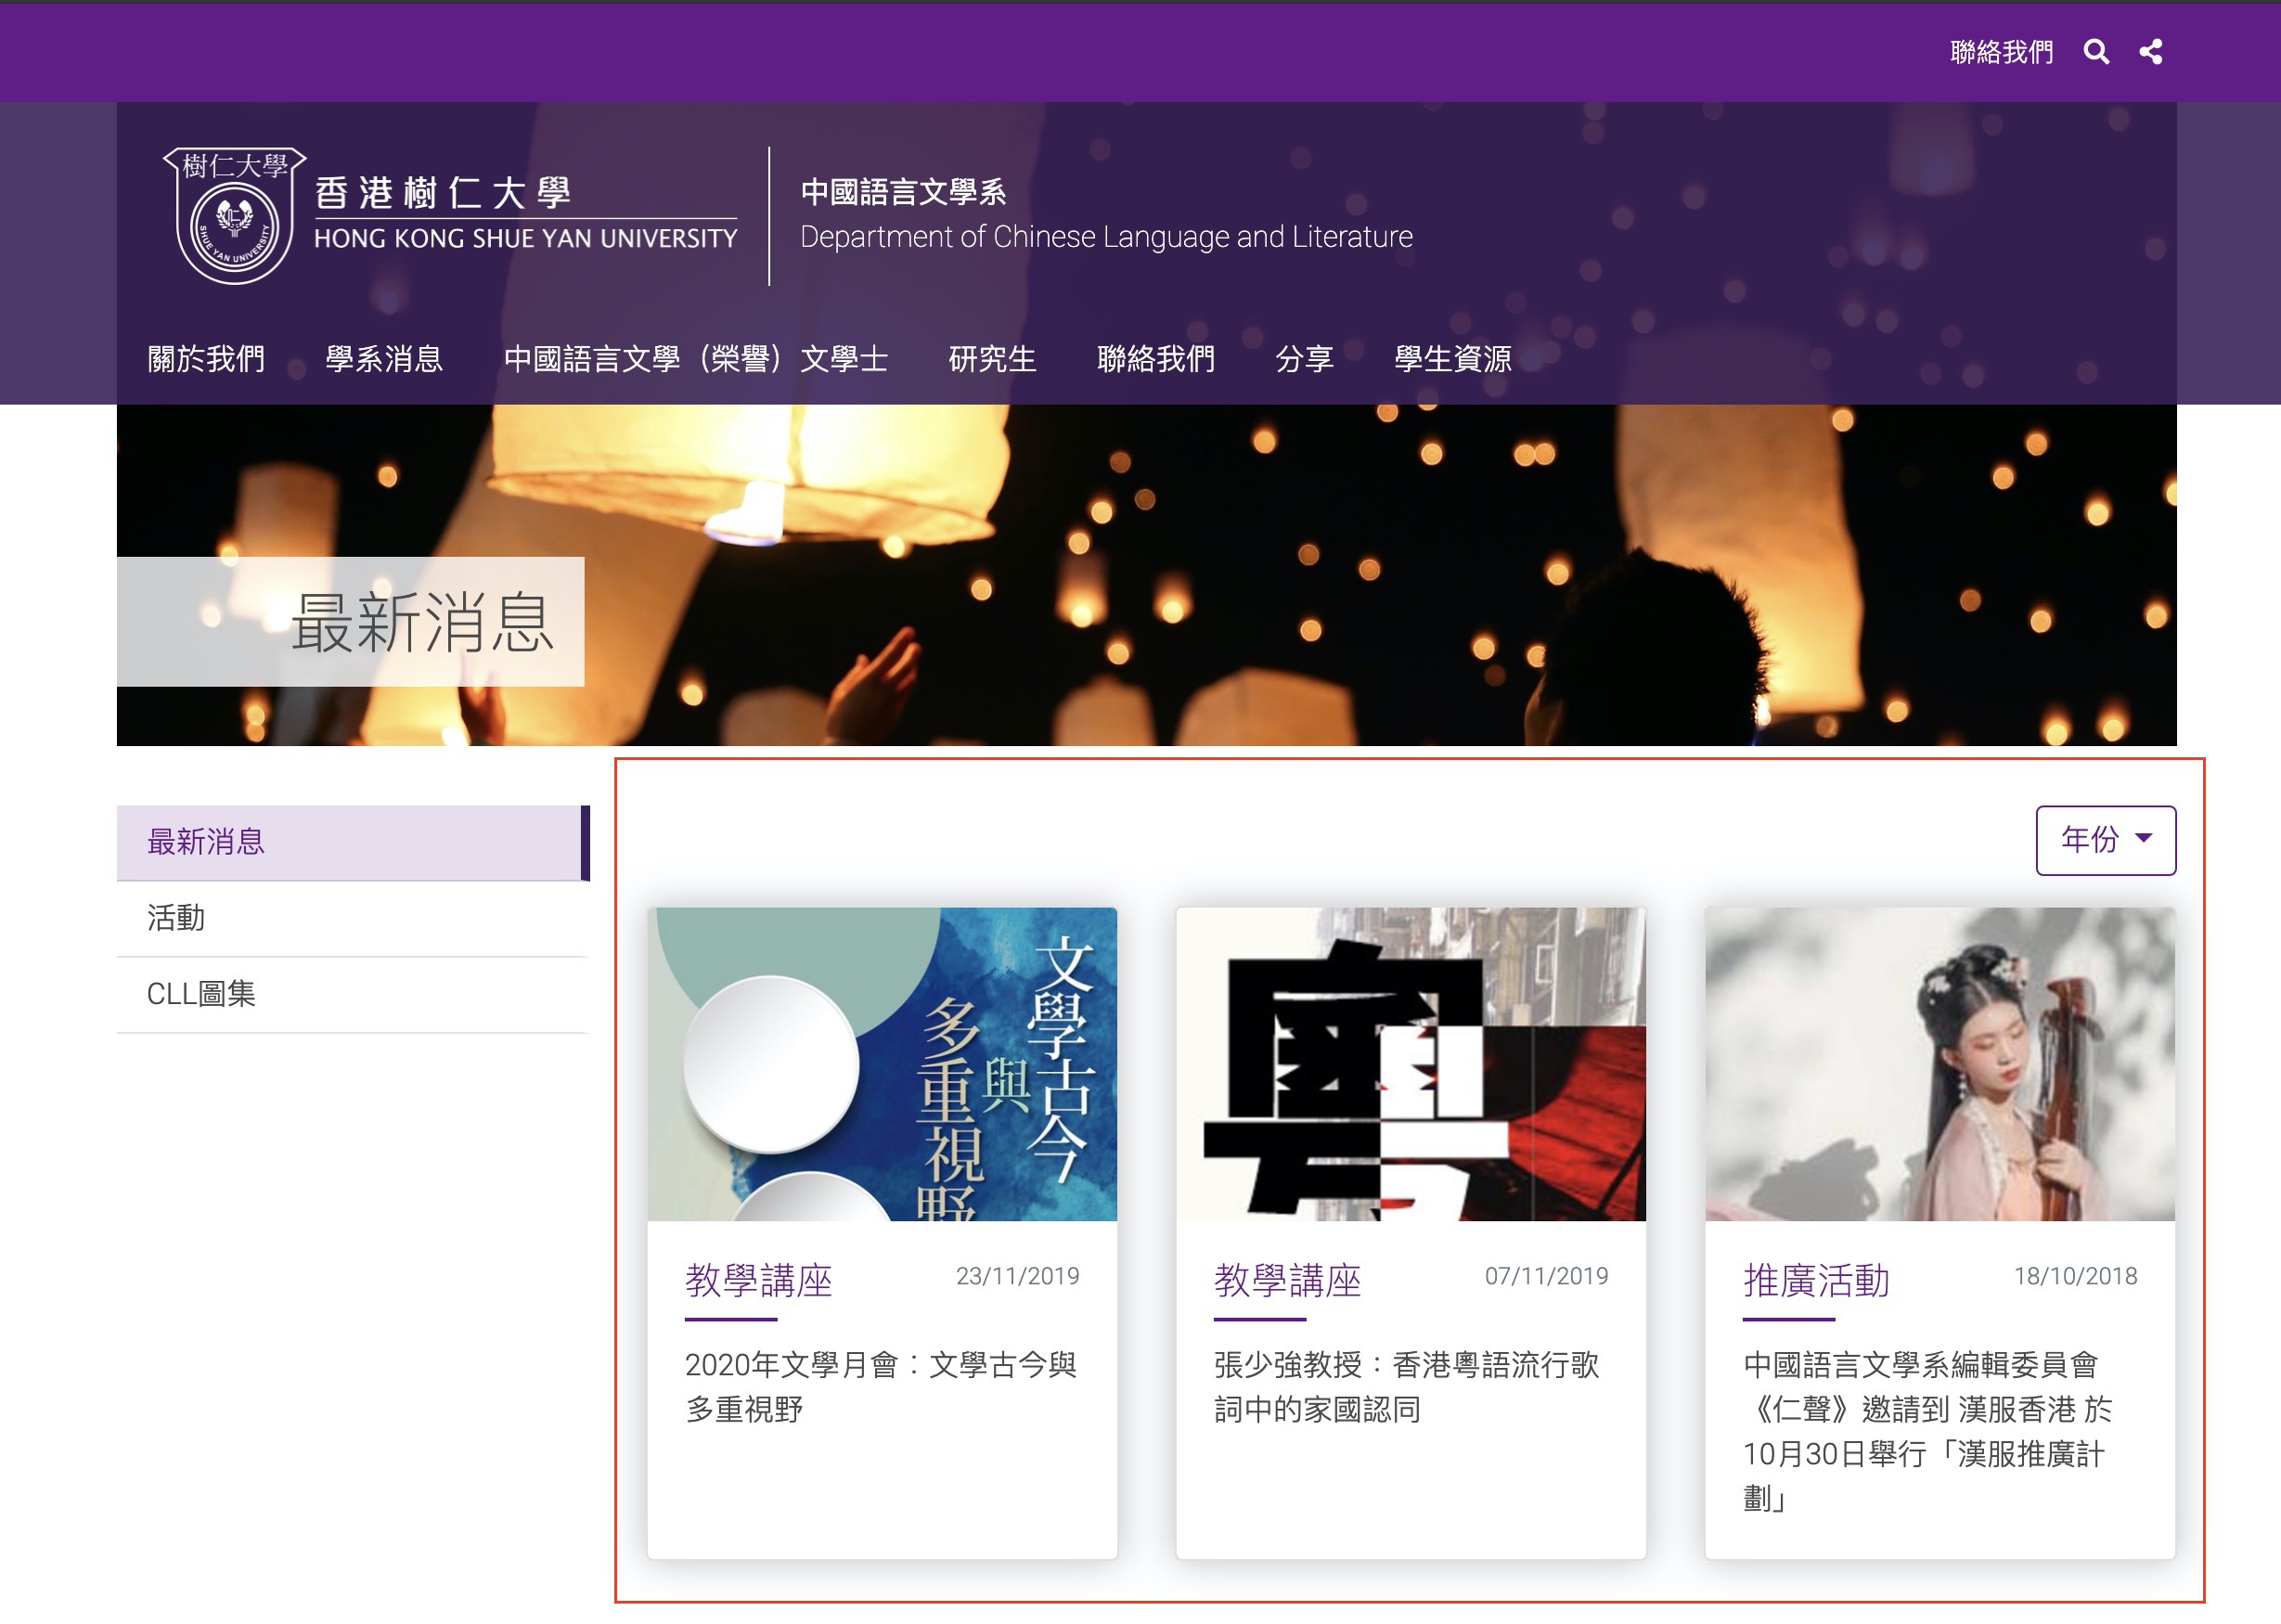 聯絡我們
樹仁大學
SHUE YAN UNIVERSITY
仁
香港樹仁大學
HONG KONG SHUE YAN UNIVERSITY
中國語言文學系
Department of Chinese Language and Literature
關於我們 學系消息 中國語言文學（榮譽）文學士 研究生 聯絡我們 分享 學生資源
最新消息
最新消息
活動
CLL圖集
年份
文學古今
與
多重視野
粵
教學講座 23/11/2019
2020年文學月會：文學古今與
多重視野
教學講座 07/11/2019
張少強教授：香港粵語流行歌
詞中的家國認同
推廣活動 18/10/2018
中國語言文學系編輯委員會
《仁聲》邀請到 漢服香港 於
10月30日舉行「漢服推廣計
劃」